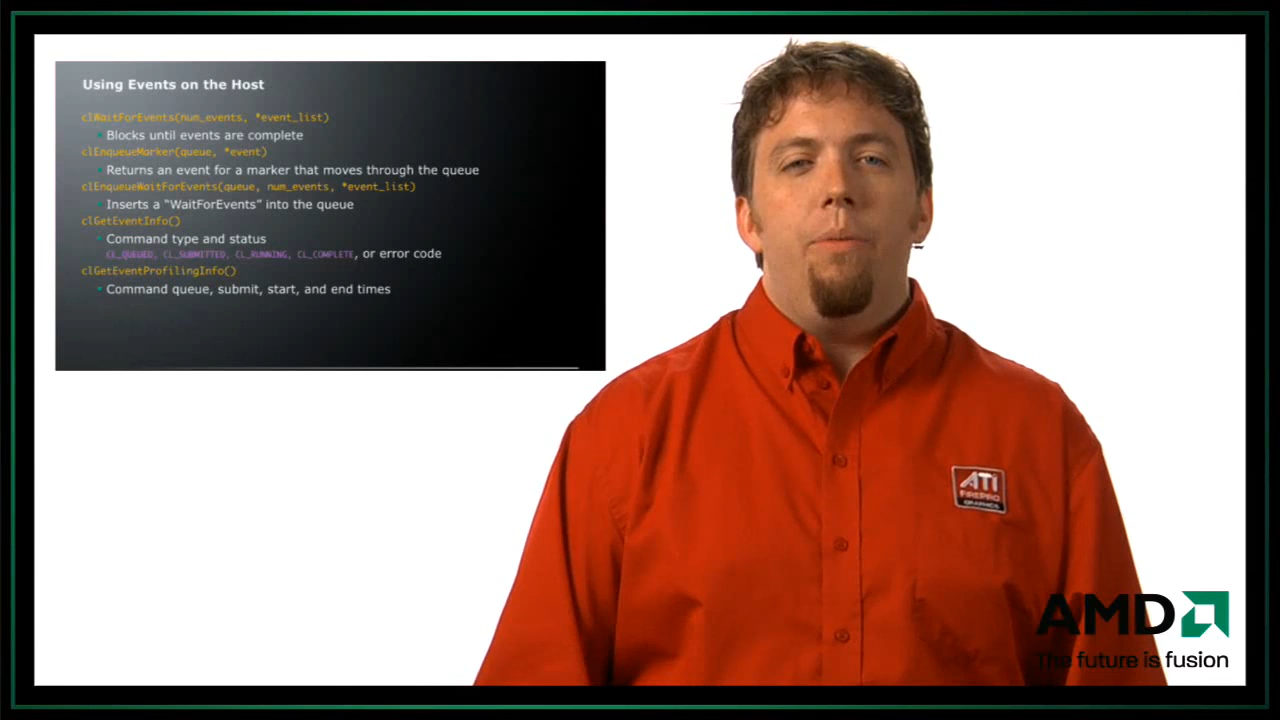 Using Events on the Host
clWaitForEvents(num_events, *event_list)
Blocks until events are complete
clEnqueueMarker(queue, *event)
Returns an event for a marker that moves through the queue
clEnqueueWaitForEvents(queue, num_events, *event_list)
Inserts a “WaitForEvents” into the queue
clGetEventInfo()
Command type and status
CL_QUEUED, CL_SUBMITTED, CL_RUNNING, CL_COMPLETE, or error code
clGetEventProfilingInfo()
Command queue, submit, start, and end times
ATI
FIREPRO
GRAPHICS
AMD
The future is fusion